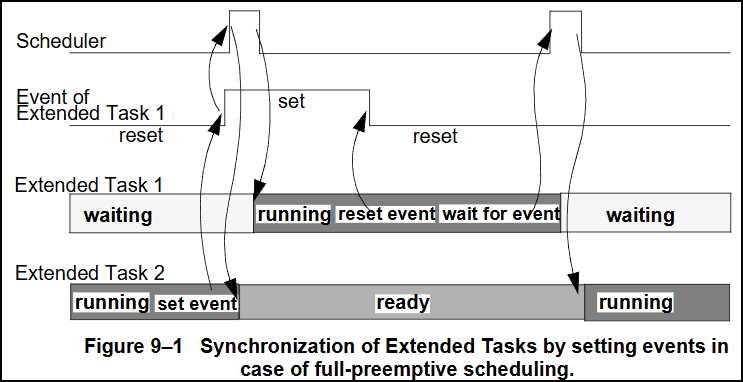 Scheduler
Event of
Extended Task 1
set
reset
reset
Extended Task 1
waiting
running reset event wait for event
waiting
Extended Task 2
running set event
ready
running
Figure 9–1 Synchronization of Extended Tasks by setting events in
case of full-preemptive scheduling.